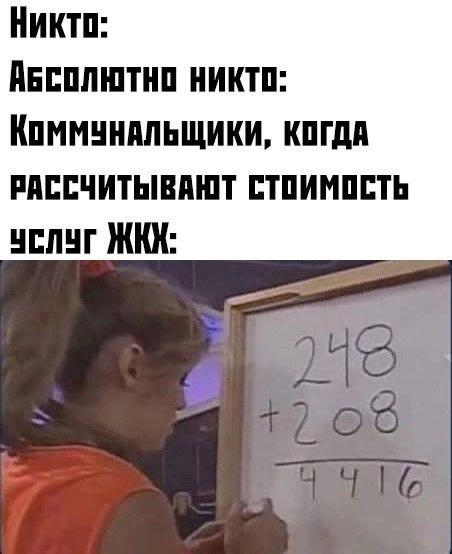 Никто:
Абсолютно никто:
Коммунальщики, когда
рассчитывают стоимость
услуг ЖКХ:
248
+208
4416